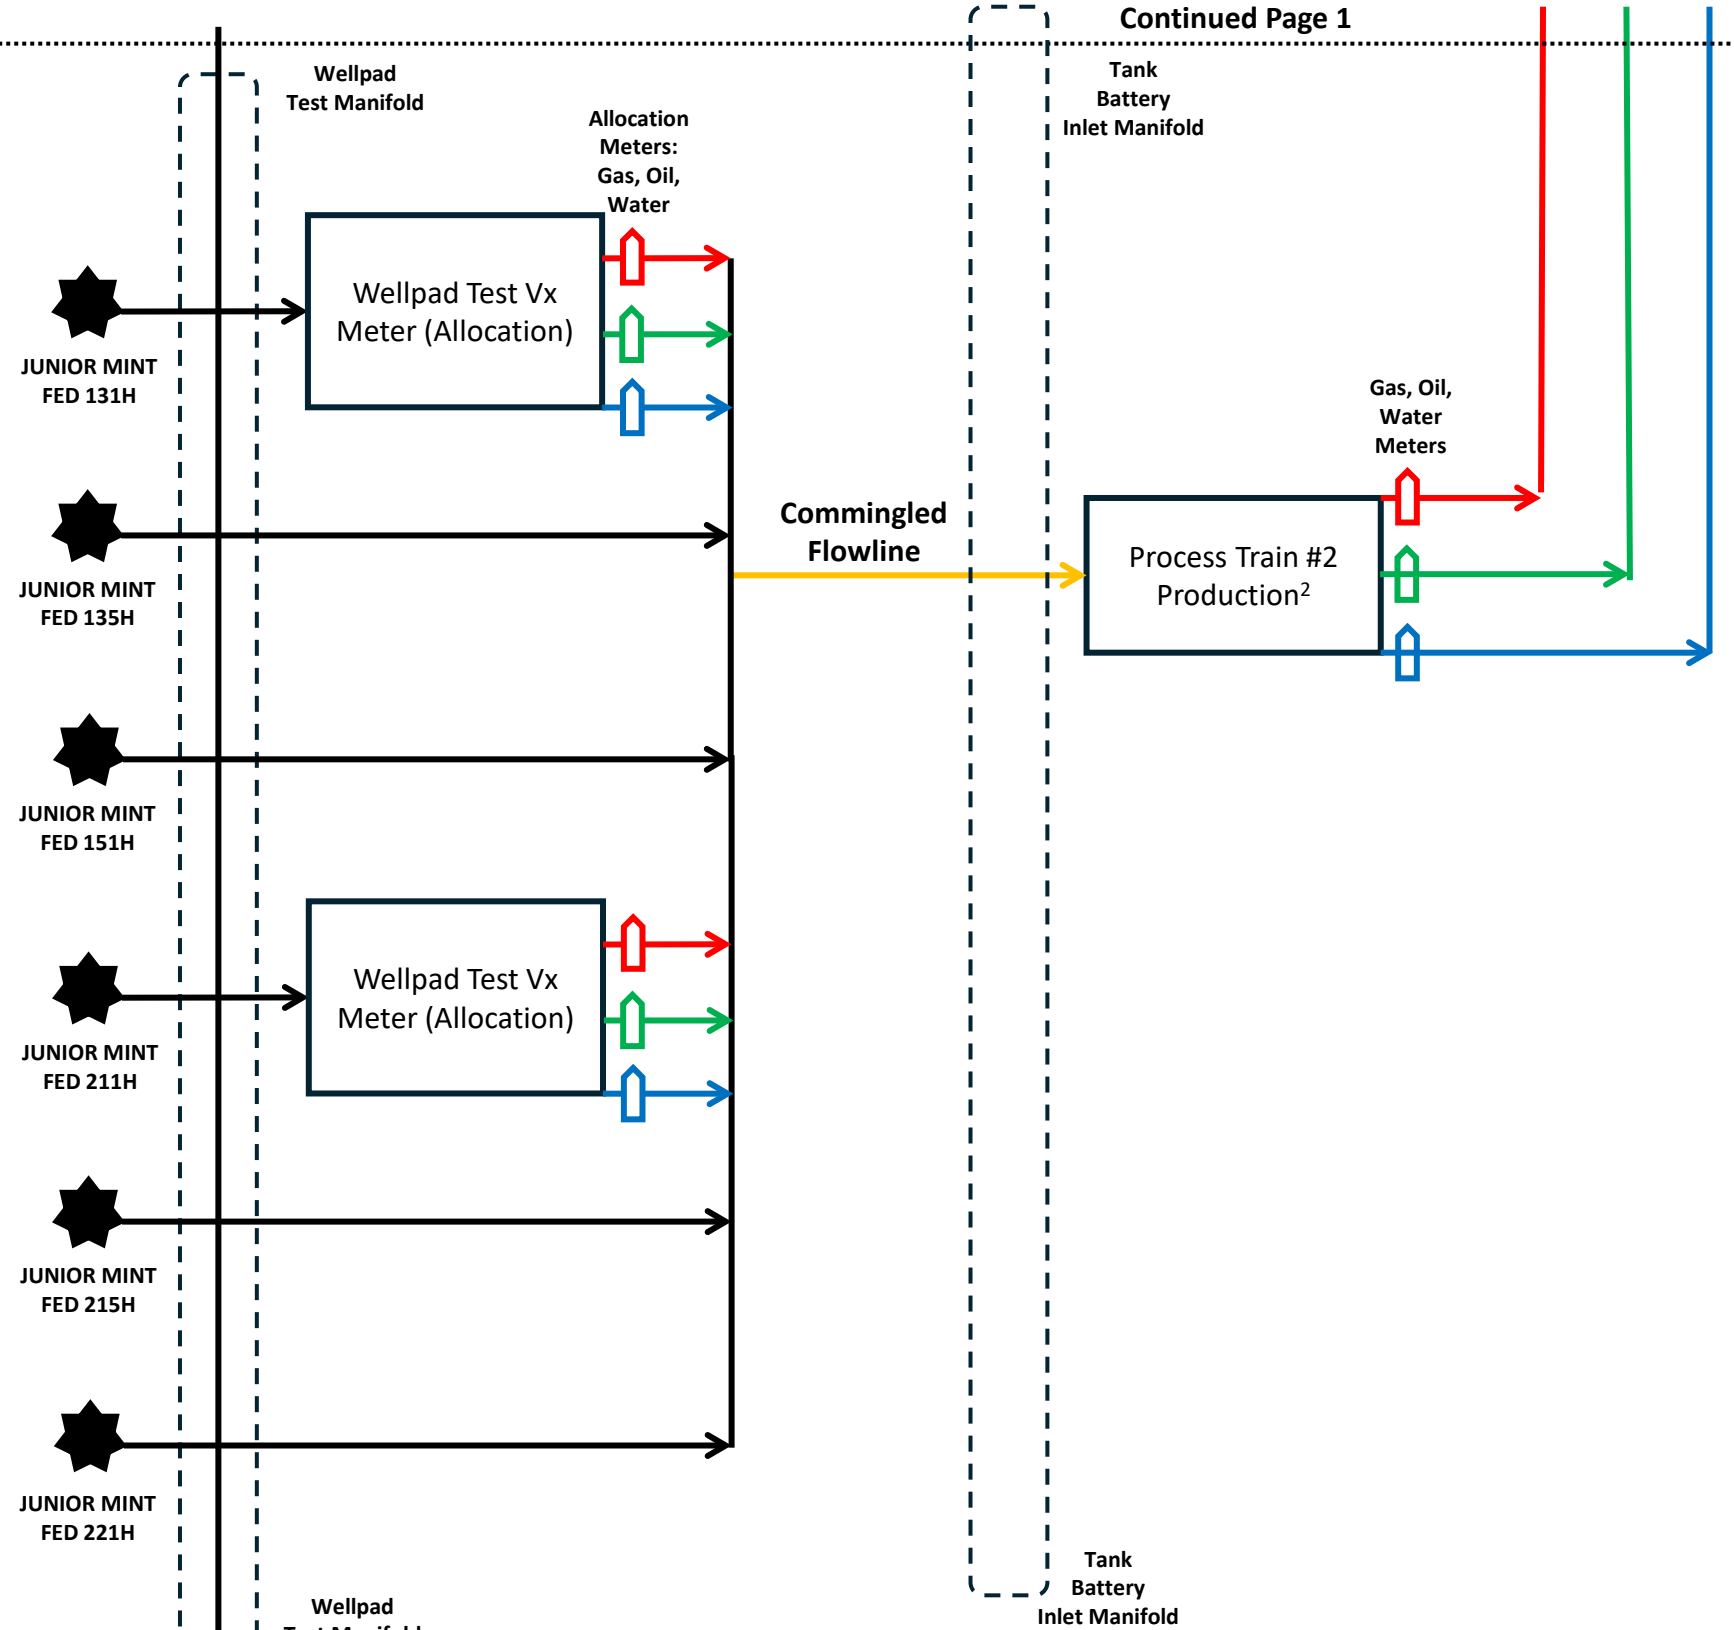 Continued Page 1
Wellpad
Test Manifold
Tank
Battery
Inlet Manifold
Allocation
Meters:
Gas, Oil,
Water
Wellpad Test Vx
Meter (Allocation)
JUNIOR MINT
FED 131H
Gas, Oil,
Water
Meters
Commingled
Flowline
Process Train #2
Production²
JUNIOR MINT
FED 135H
JUNIOR MINT
FED 151H
Wellpad Test Vx
Meter (Allocation)
JUNIOR MINT
FED 211H
JUNIOR MINT
FED 215H
JUNIOR MINT
FED 221H
Tank
Battery
Inlet Manifold
Wellpad
Test Manifold